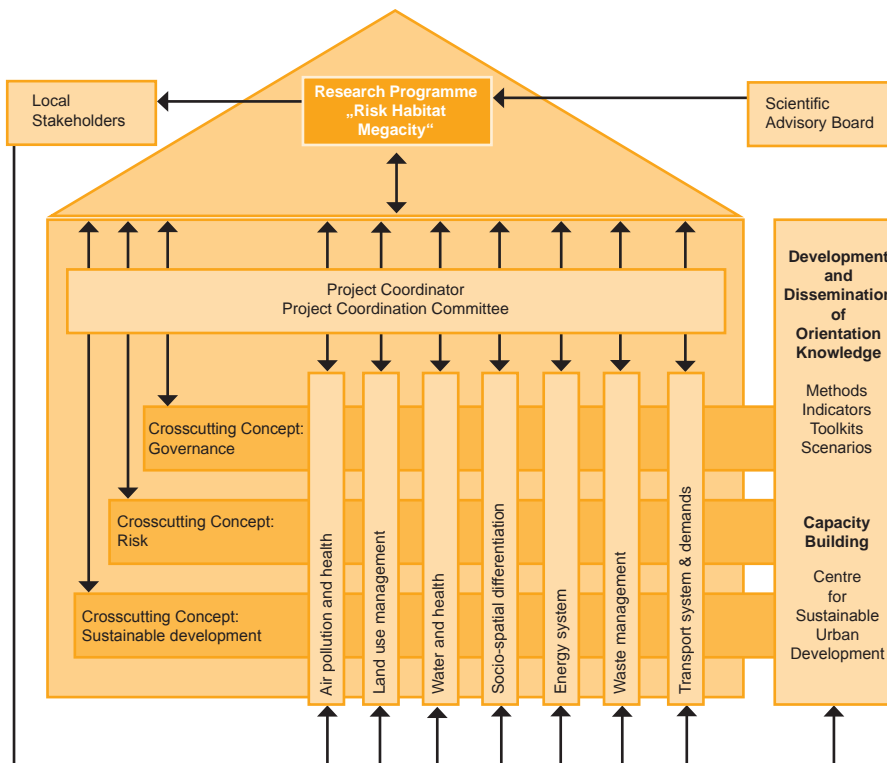 Local
Stakeholders
Research Programme
„Risk Habitat
Megacity“
Scientific
Advisory Board
Project Coordinator
Project Coordination Committee
Crosscutting Concept:
Governance
Crosscutting Concept:
Risk
Crosscutting Concept:
Sustainable development
Air pollution and health
Land use management
Water and health
Socio-spatial differentiation
Energy system
Waste management
Transport system & demands
Development
and
Dissemination
of
Orientation
Knowledge
Methods
Indicators
Toolkits
Scenarios
Capacity
Building
Centre
for
Sustainable
Urban
Development